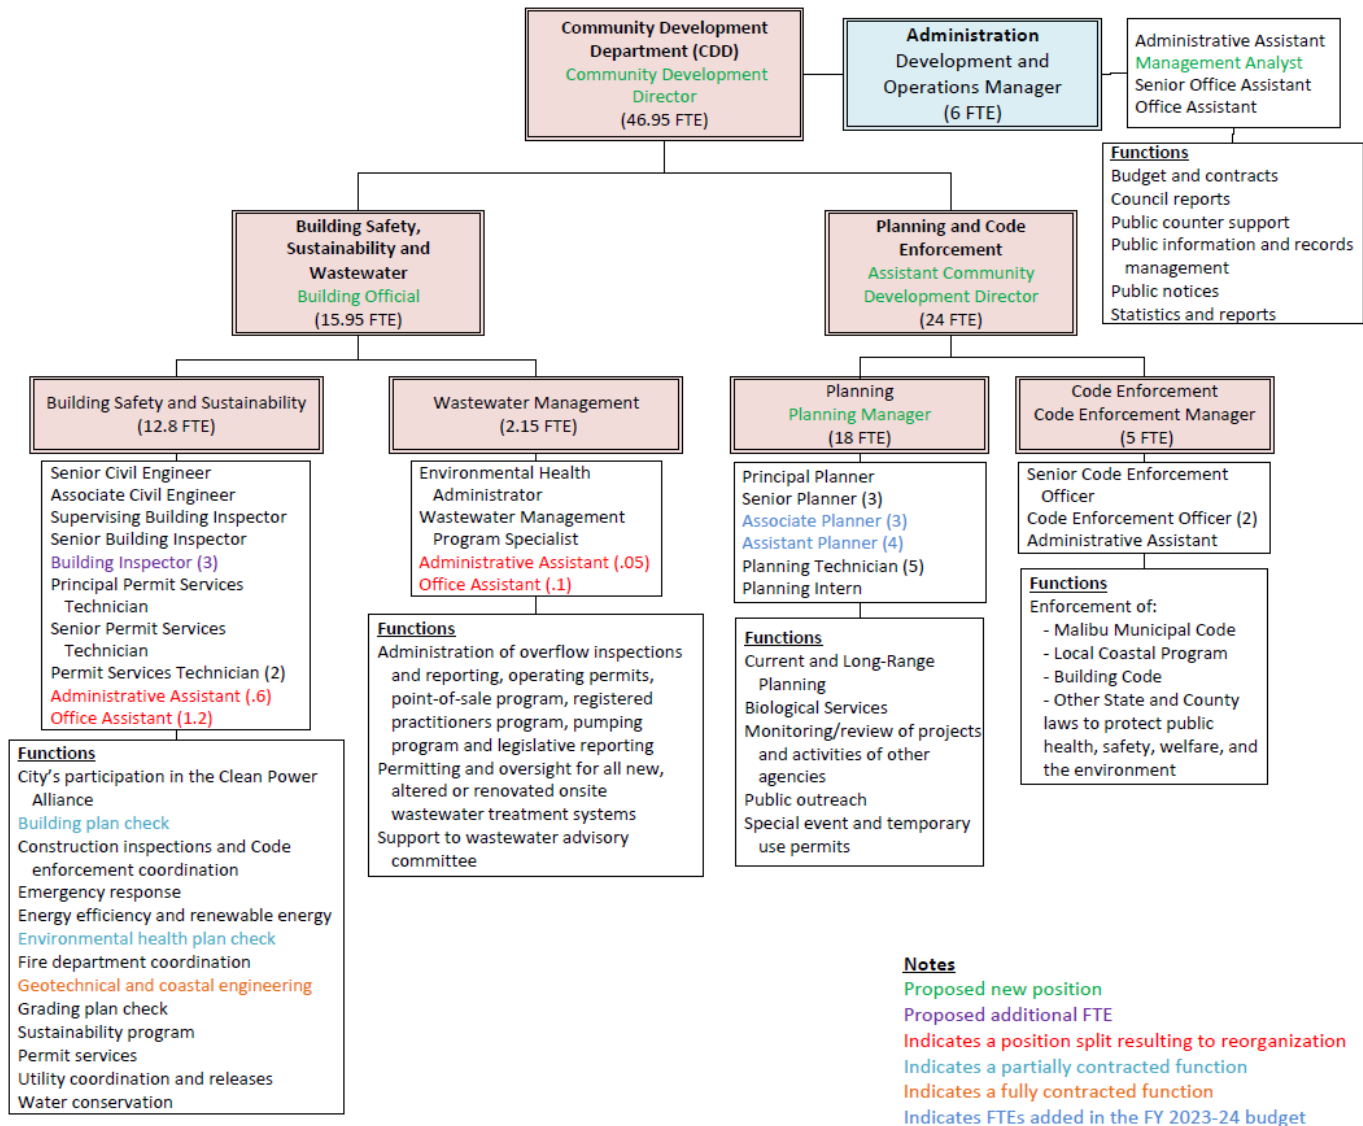 Community Development
Department (CDD)
Community Development
Director
(46.95 FTE)
Administration
Development and
Operations Manager
(6 FTE)
Administrative Assistant
Management Analyst
Senior Office Assistant
Office Assistant
Functions
Budget and contracts
Council reports
Public counter support
Public information and records
management
Public notices
Statistics and reports
Building Safety,
Sustainability and
Wastewater
Building Official
(15.95 FTE)
Planning and Code
Enforcement
Assistant Community
Development Director
(24 FTE)
Building Safety and Sustainability
(12.8 FTE)
Senior Civil Engineer
Associate Civil Engineer
Supervising Building Inspector
Senior Building Inspector
Building Inspector (3)
Principal Permit Services
Technician
Senior Permit Services
Technician
Permit Services Technician (2)
Administrative Assistant (.6)
Office Assistant (1.2)
Functions
City's participation in the Clean Power
Alliance
Building plan check
Construction inspections and Code
enforcement coordination
Emergency response
Energy efficiency and renewable energy
Environmental health plan check
Fire department coordination
Geotechnical and coastal engineering
Grading plan check
Sustainability program
Permit services
Utility coordination and releases
Water conservation
Wastewater Management
(2.15 FTE)
Environmental Health
Administrator
Wastewater Management
Program Specialist
Administrative Assistant (.05)
Office Assistant (.1)
Functions
Administration of overflow inspections
and reporting, operating permits,
point-of-sale program, registered
practitioners program, pumping
program and legislative reporting
Permitting and oversight for all new,
altered or renovated onsite
wastewater treatment systems
Support to wastewater advisory
committee
Planning
Planning Manager
(18 FTE)
Principal Planner
Senior Planner (3)
Associate Planner (3)
Assistant Planner (4)
Planning Technician (5)
Planning Intern
Functions
Current and Long-Range
Planning
Biological Services
Monitoring/review of projects
and activities of other
agencies
Public outreach
Special event and temporary
use permits
Code Enforcement
Code Enforcement Manager
(5 FTE)
Senior Code Enforcement
Officer
Code Enforcement Officer (2)
Administrative Assistant
Functions
Enforcement of:
- Malibu Municipal Code
- Local Coastal Program
- Building Code
- Other State and County
laws to protect public
health, safety, welfare, and
the environment
Notes
Proposed new position
Proposed additional FTE
Indicates a position split resulting to reorganization
Indicates a partially contracted function
Indicates a fully contracted function
Indicates FTEs added in the FY 2023-24 budget